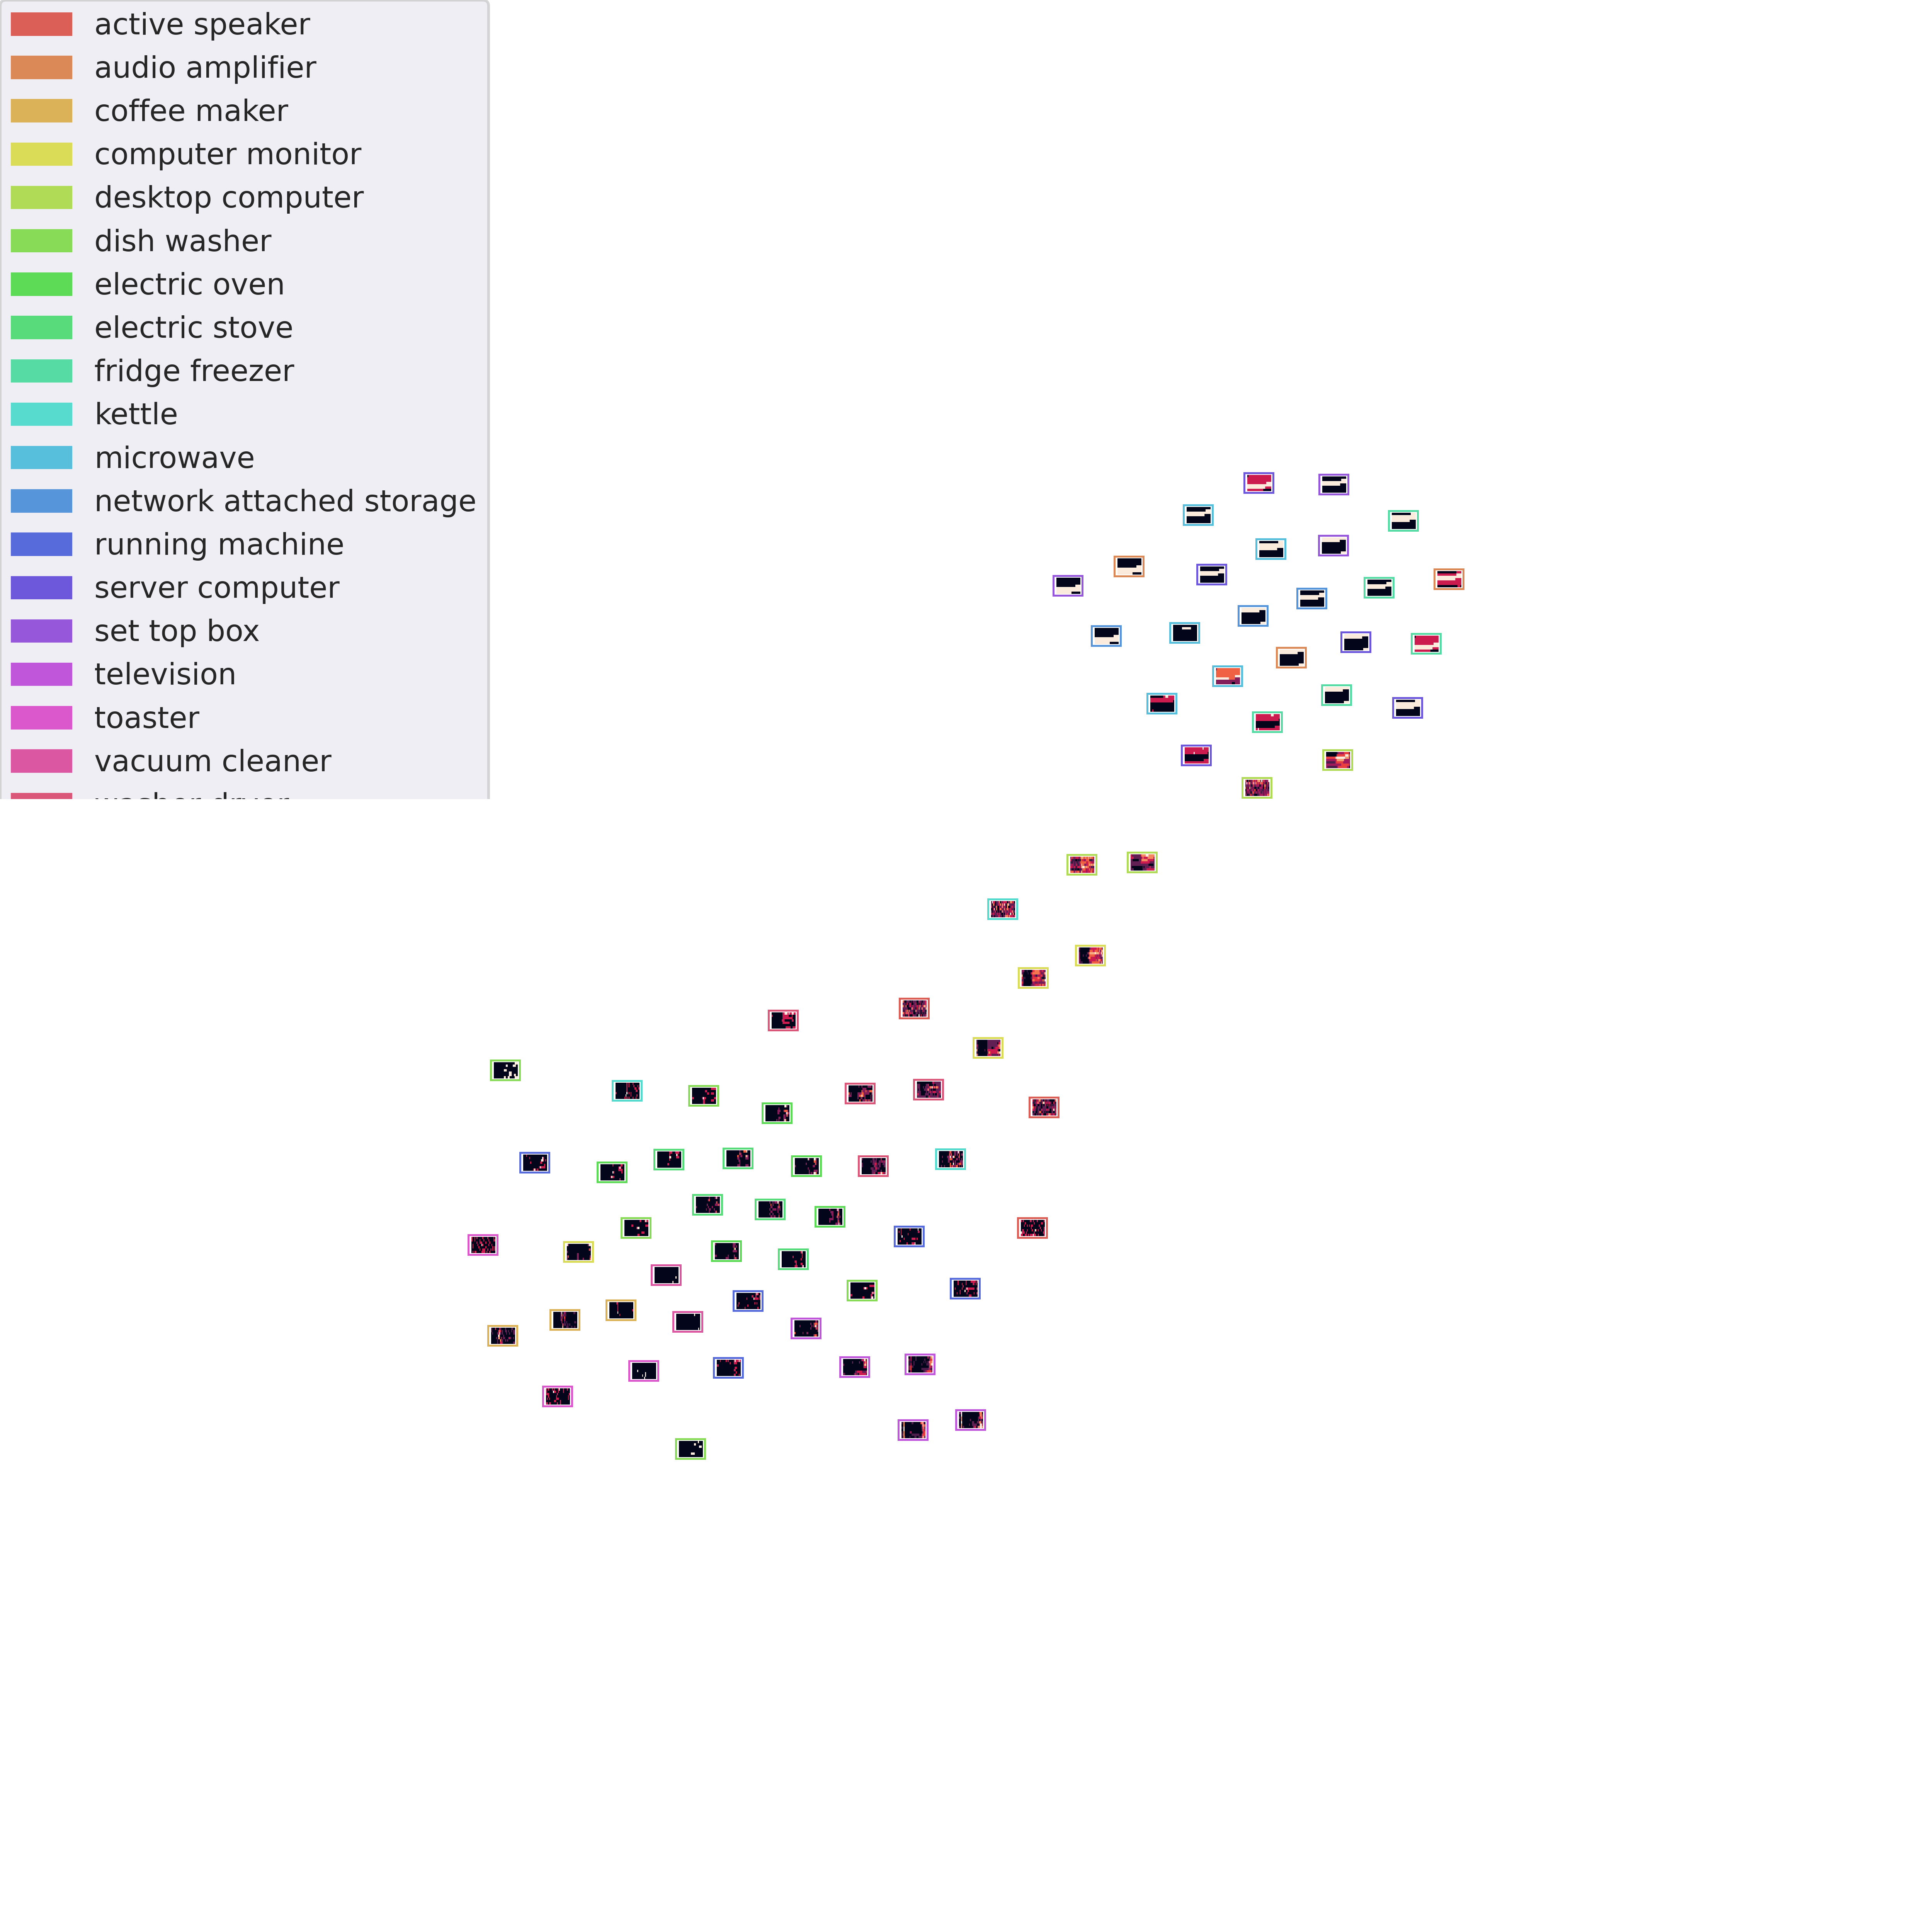 active speaker
audio amplifier
coffee maker
computer monitor
desktop computer
dish washer
electric oven
electric stove
fridge freezer
kettle
microwave
network attached storage
running machine
server computer
set top box
television
toaster
vacuum cleaner